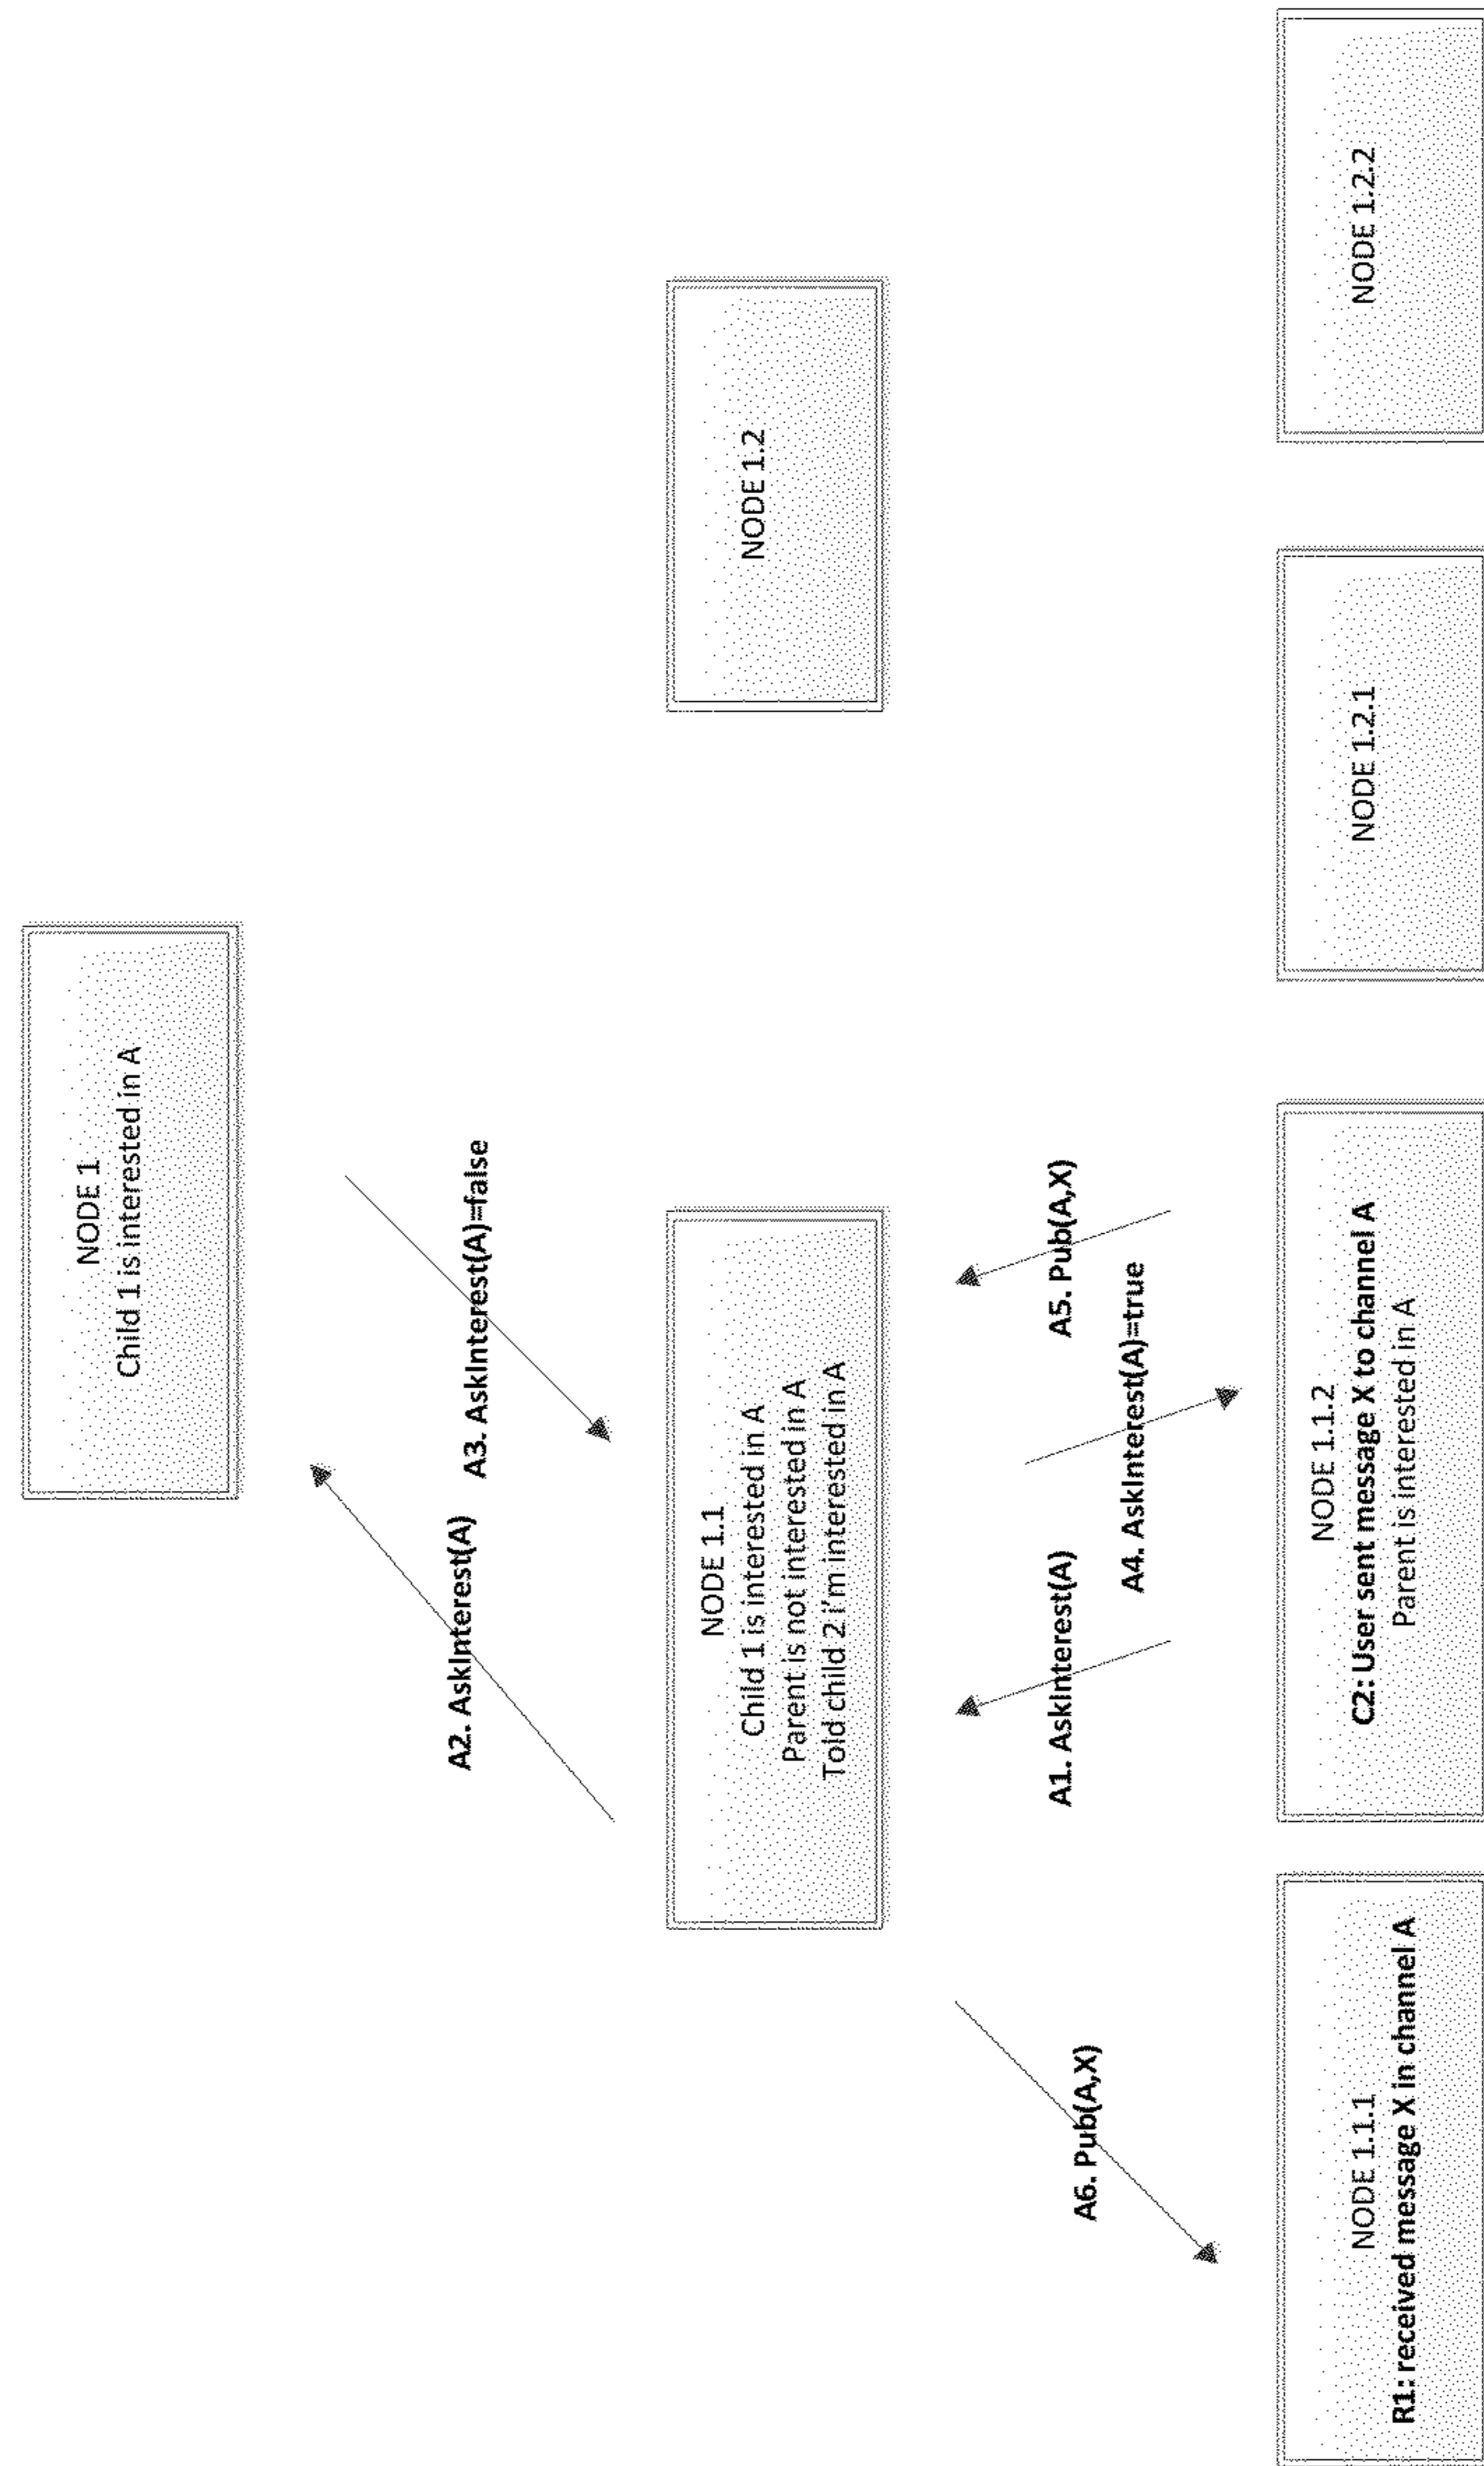 NODE 1
Child 1 is interested in A
A2. AskInterest(A)
A3. AskInterest(A)=false
NODE 1.1
Child 1 is interested in A
Parent is not interested in A
Told child 2 i'm interested in A
NODE 1.2
A6. Pub(A,X)
A1. AskInterest(A)
A4. AskInterest(A)=true
A5. Pub(A,X)
NODE 1.1.1
R1: received message X in channel A
NODE 1.1.2
C2: User sent message X to channel A
Parent is interested in A
NODE 1.2.1
NODE 1.2.2